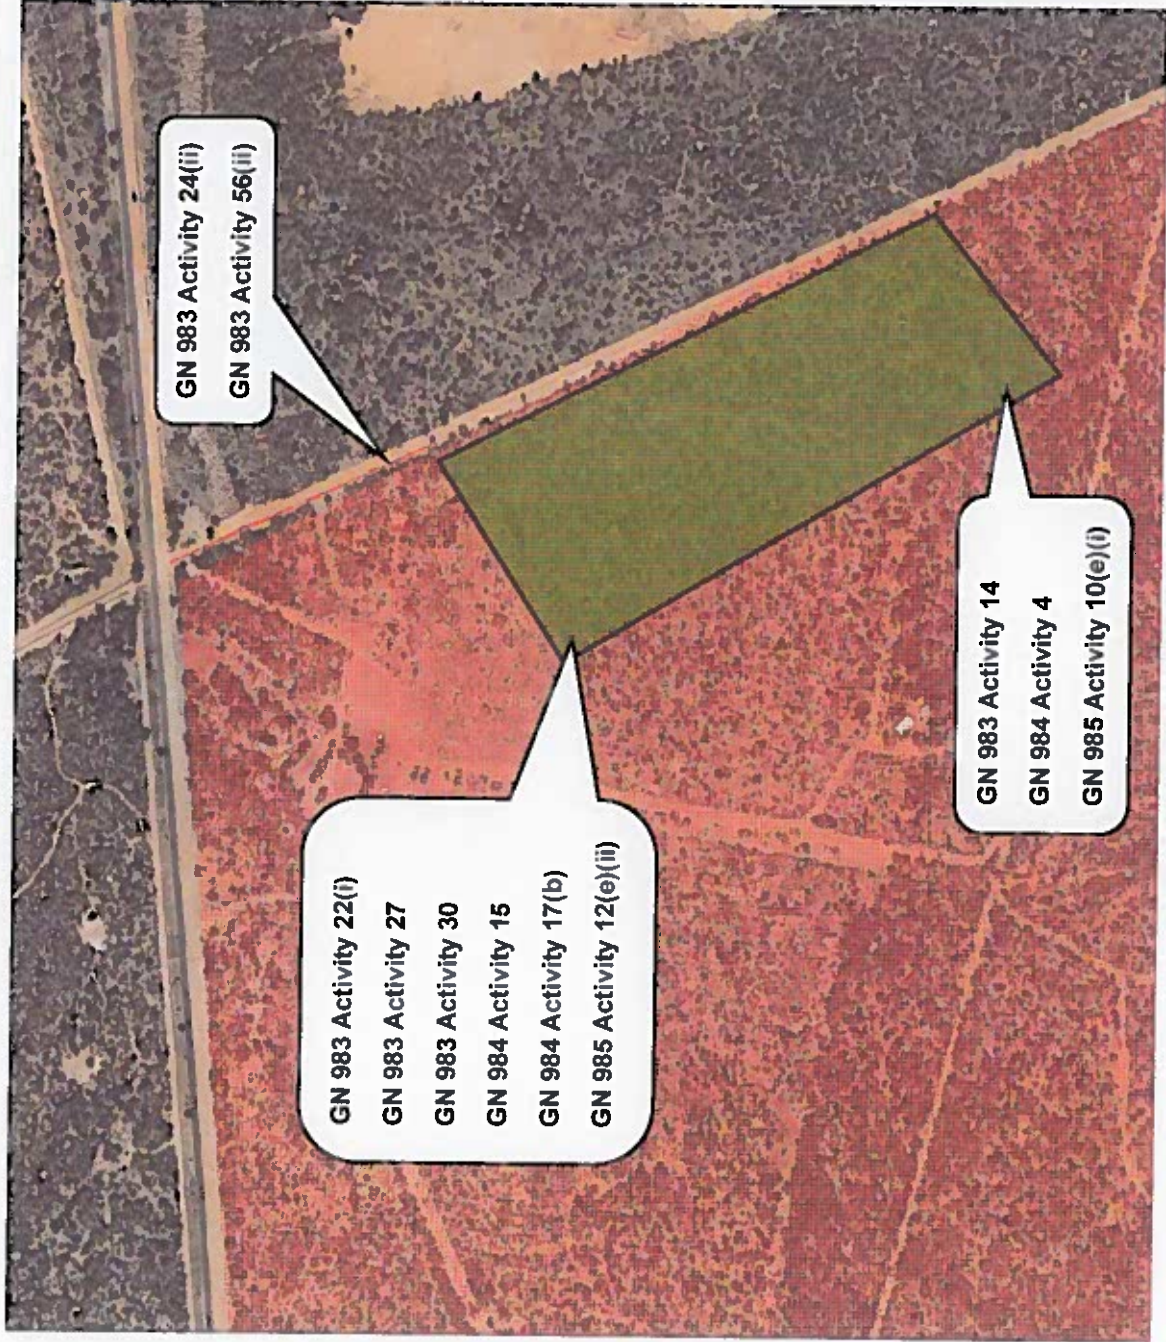 GN 983 Activity 24(ii)
GN 983 Activity 56(ii)
GN 983 Activity 22(i)
GN 983 Activity 27
GN 983 Activity 30
GN 984 Activity 15
GN 984 Activity 17(b)
GN 985 Activity 12(e)(ii)
GN 983 Activity 14
GN 984 Activity 4
GN 985 Activity 10(e)(i)